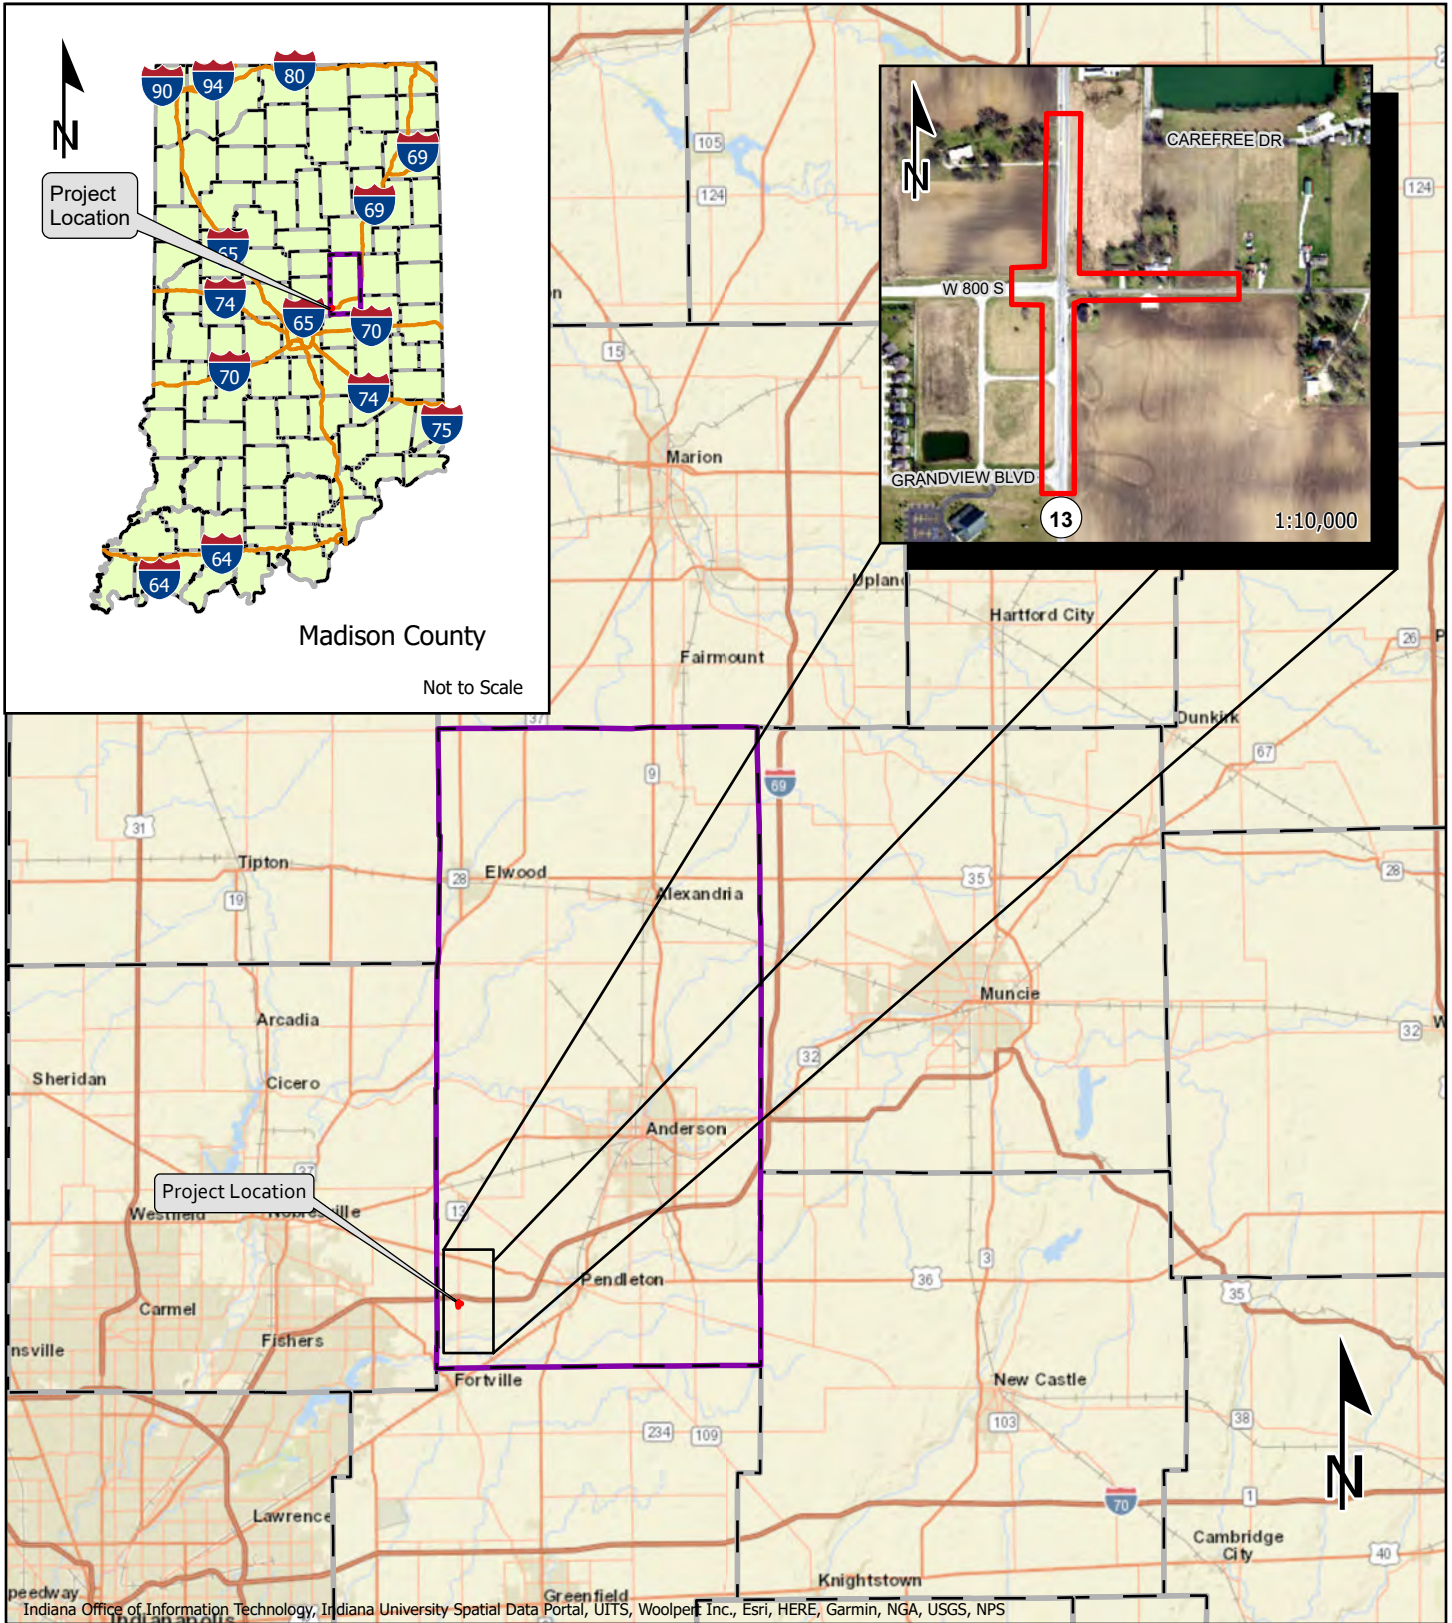 N
90
94
80
69
69
Project
Location
65
74
65
70
70
74
75
64
64
Madison County
Not to Scale
105
124
124
N
CAREFREE DR
W 800 S
GRANDVIEW BLVD
13
1:10,000
15
Marion
Upland
Hartford City
26
Fairmount
Dunkirk
37
67
9
69
31
Tipton
28
Elwood
35
28
19
Alexandria
Muncie
Arcadia
32
32
Sheridan
Cicero
Anderson
37
Project Location
Westfield
Noblesville
13
3
Pendleton
36
35
Carmel
Fishers
nsville
Fortville
New Castle
38
103
234
109
N
70
1
Lawrence
Cambridge
City
40
Knightstown
peedway
Greenfield
Indiana Office of Information Technology, Indiana University Spatial Data Portal, UITS, Woolpert Inc., Esri, HERE, Garmin, NGA, USGS, NPS
Indianapolis